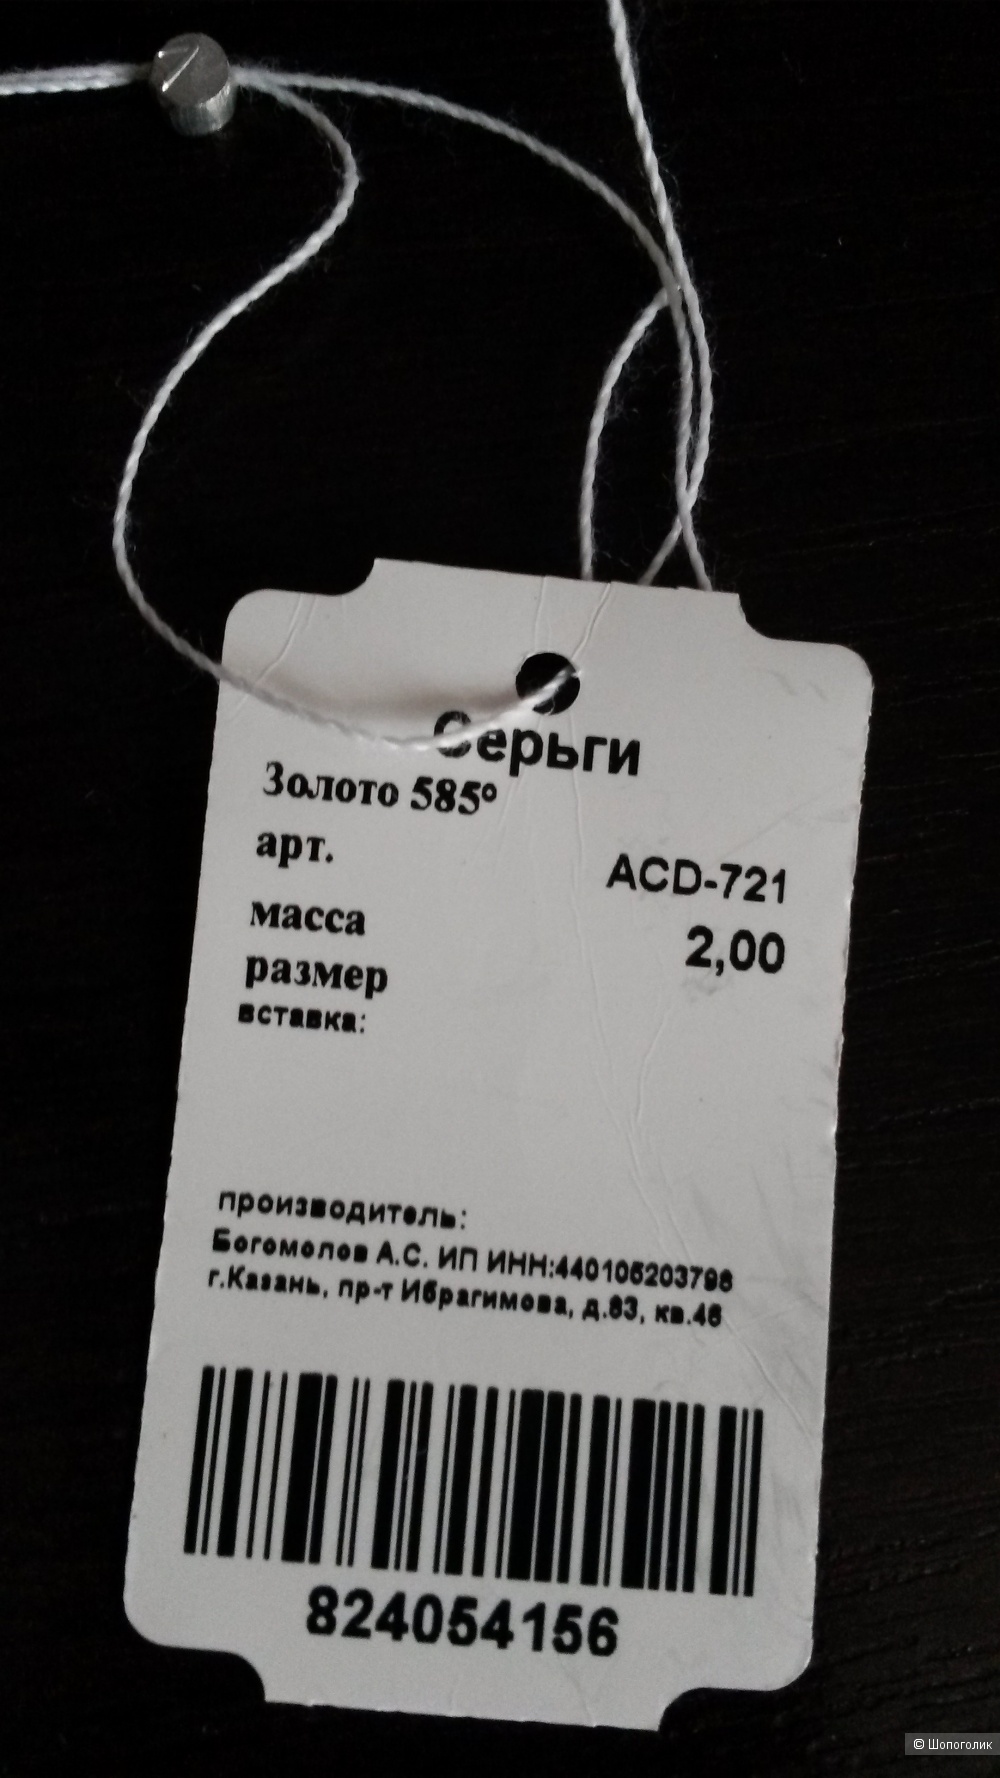 Серьги
Золото 585°
арт. ACD-721
масса 2,00
размер
вставка:
производитель:
Богомолов А.С. ИП ИНН:440105203798
г.Казань, пр-т Ибрагимова, д.83, кв.46
824054156
© Шопоголик